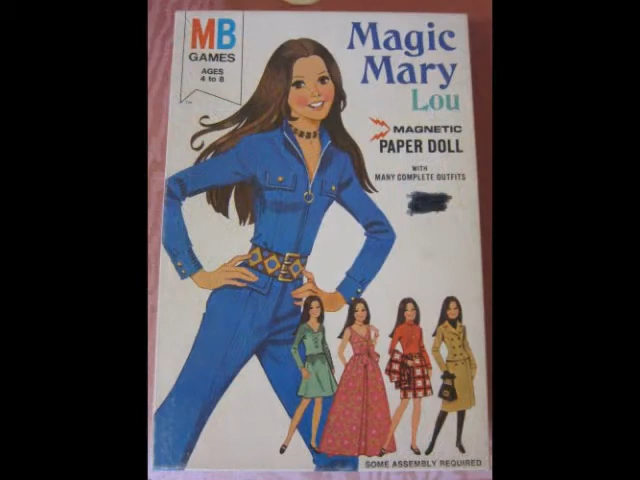 MB
GAMES
AGES
4 to 8
TM
Magic
Mary
Lou
MAGNETIC
PAPER DOLL
WITH
MANY COMPLETE OUTFITS
SOME ASSEMBLY REQUIRED